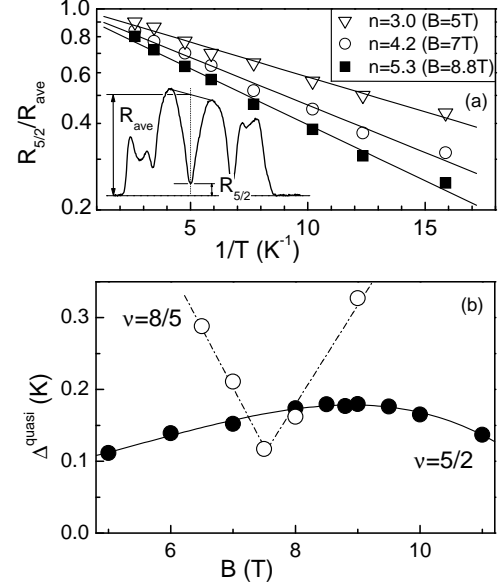 1.0
0.8
0.6
0.4
0.2
R5/2/Rave
n=3.0 (B=5T)
n=4.2 (B=7T)
n=5.3 (B=8.8T)
(a)
Rave
R5/2
5
10
15
1/T (K-1)
(b)
0.3
0.2
0.1
0.0
Δquasi (K)
ν=8/5
ν=5/2
6
8
10
B (T)